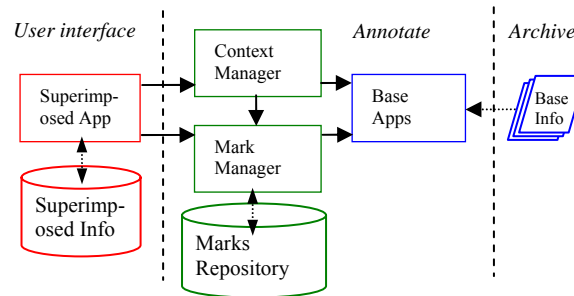 User interface
Annotate
Archive
Context
Manager
Superimp-
osed App
Base
Apps
Base
Info
Mark
Manager
Superimp-
osed Info
Marks
Repository